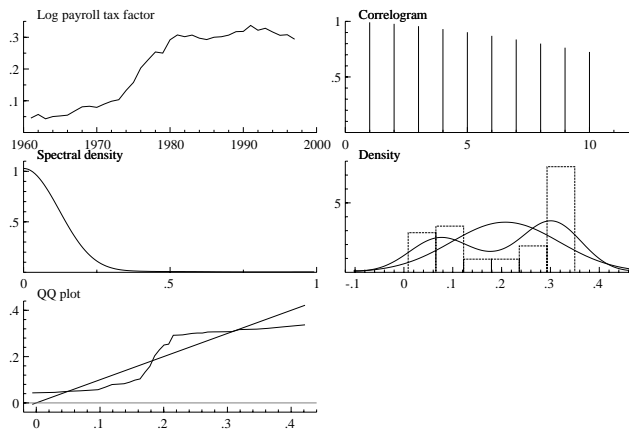 Log payroll tax factor
Correlogram
.3
.2
.1
1960 1970 1980 1990 2000
1
.5
0 5 10
Spectral density
Density
1
.5
0 .5 1
5
-.1 0 .1 .2 .3 .4
QQ plot
.4
.2
0
0 .1 .2 .3 .4